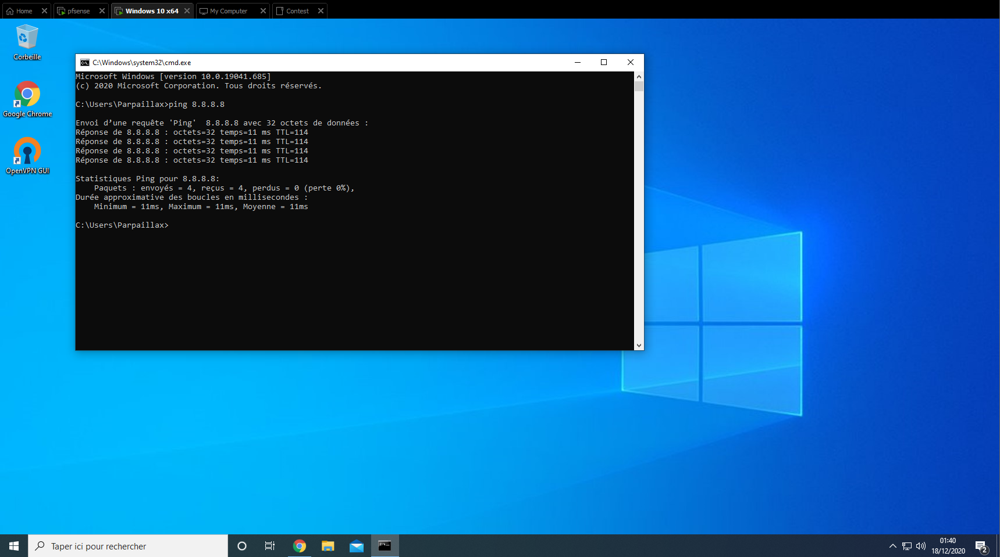 Home
pfsense
Windows 10 x64
My Computer
Contest
Corbeille
Google Chrome
OpenVPN GUI
C:\Windows\system32\cmd.exe
Microsoft Windows [version 10.0.19041.685]
(c) 2020 Microsoft Corporation. Tous droits réservés.
C:\Users\Parpaillax>ping 8.8.8.8
Envoi d’une requête 'Ping'  8.8.8.8 avec 32 octets de données :
Réponse de 8.8.8.8 : octets=32 temps=11 ms TTL=114
Réponse de 8.8.8.8 : octets=32 temps=11 ms TTL=114
Réponse de 8.8.8.8 : octets=32 temps=11 ms TTL=114
Réponse de 8.8.8.8 : octets=32 temps=11 ms TTL=114
Statistiques Ping pour 8.8.8.8:
    Paquets : envoyés = 4, reçus = 4, perdus = 0 (perte 0%),
Durée approximative des boucles en millisecondes :
    Minimum = 11ms, Maximum = 11ms, Moyenne = 11ms
C:\Users\Parpaillax>
Taper ici pour rechercher
01:40
18/12/2020
2